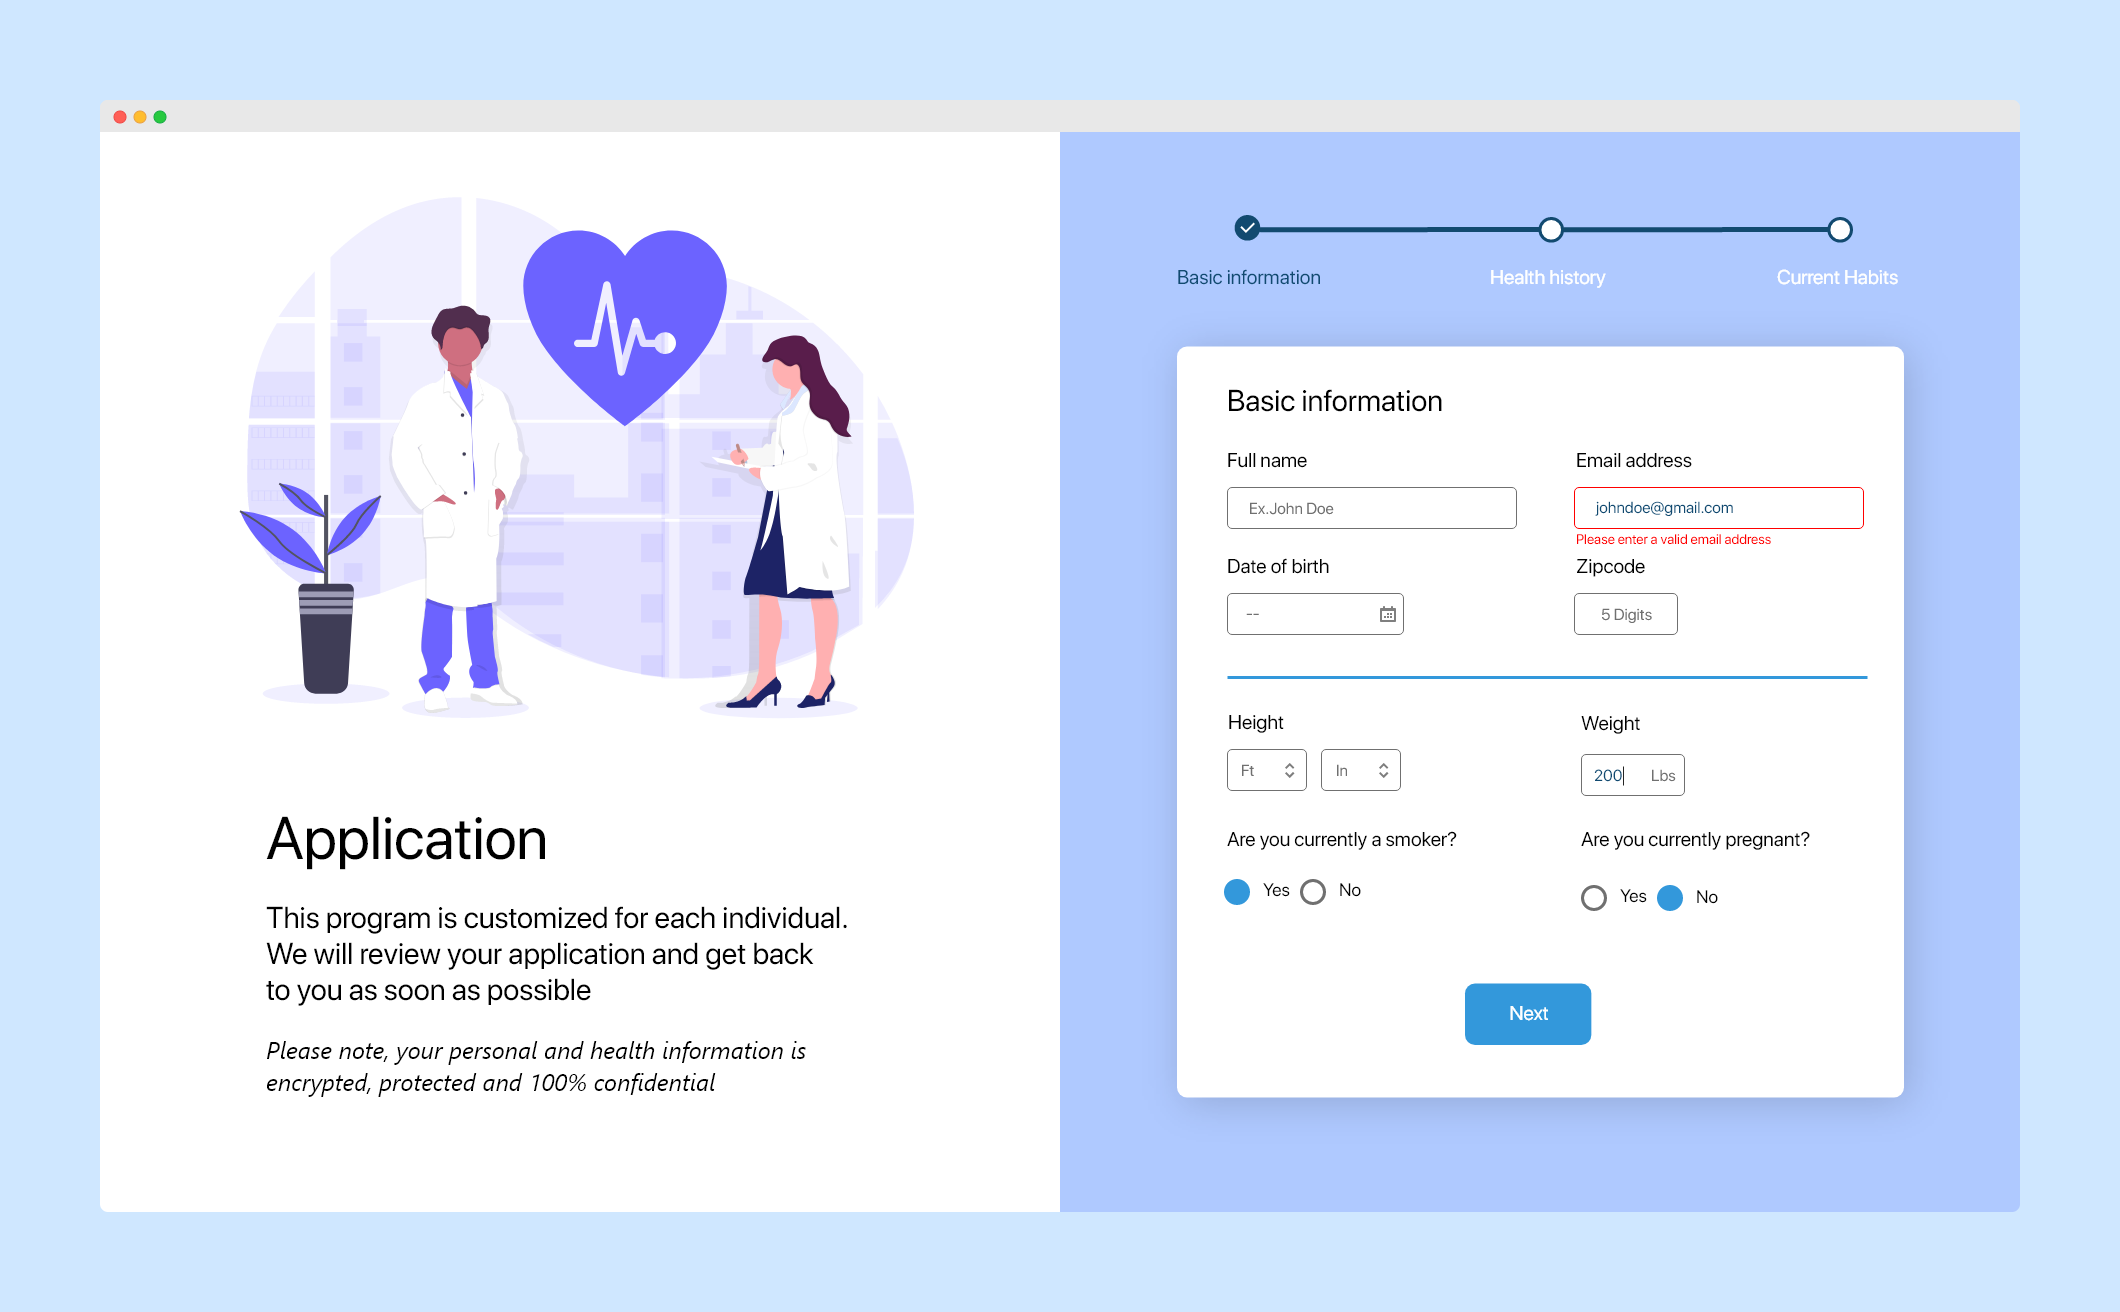 Application
This program is customized for each individual.
We will review your application and get back
to you as soon as possible
Please note, your personal and health information is
encrypted, protected and 100% confidential
Basic information
Health history
Current Habits
Basic information
Full name
Email address
Ex.John Doe
johndoe@gmail.com
Please enter a valid email address
Date of birth
Zipcode
--
5 Digits
Height
Weight
Ft
In
200
Lbs
Are you currently a smoker?
Are you currently pregnant?
Yes
No
Yes
No
Next